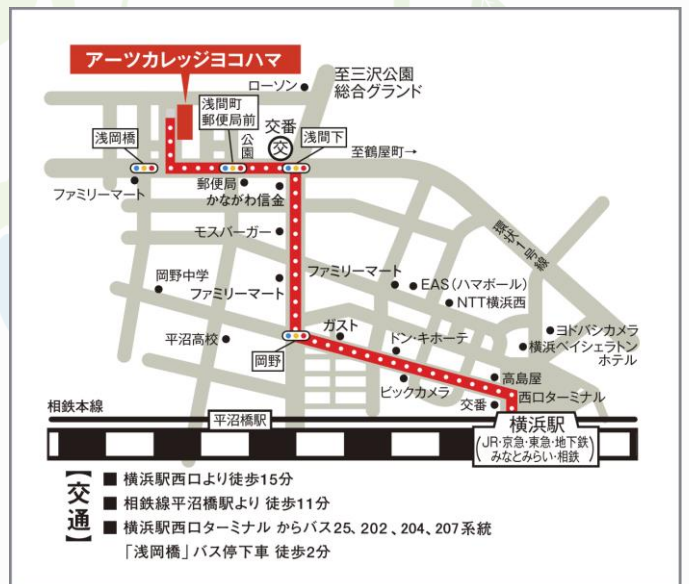 アーツカレッジヨコハマ
ローソン
至三沢公園
総合グランド
浅間町
郵便局前
公園
交番
交
浅間下
浅岡橋
至鶴屋町→
ファミリーマート
郵便局
かながわ信金
環状1号線
モスバーガー
岡野中学
ファミリーマート
ファミリーマート
EAS(ハマボール)
NTT横浜西
平沼高校
岡野
ガスト
ドン・キホーテ
ヨドバシカメラ
横浜ベイシェラトン
ホテル
ビックカメラ
高島屋
西口ターミナル
交番
相鉄本線
平沼橋駅
横浜駅
(JR・京急・東急・地下鉄
みなとみらい・相鉄)
【交通】
■ 横浜駅西口より徒歩15分
■ 相鉄線平沼橋駅より 徒歩11分
■ 横浜駅西口ターミナル からバス25、202、204、207系統
「浅岡橋」バス停下車 徒歩2分